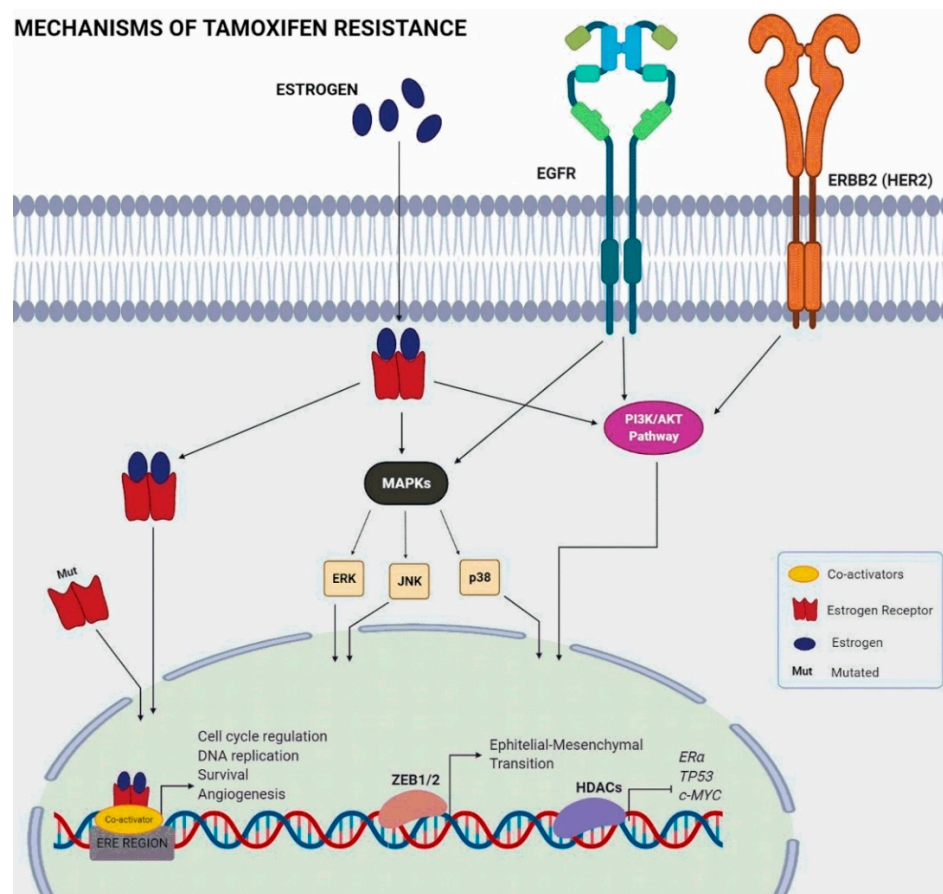 MECHANISMS OF TAMOXIFEN RESISTANCE
ESTROGEN
EGFR
ERBB2 (HER2)
PI3K/AKT
Pathway
MAPKs
ERK
JNK
p38
Mut
Co-activators
Estrogen Receptor
Estrogen
Mut Mutated
Cell cycle regulation
DNA replication
Survival
Angiogenesis
ZEB1/2
Ephitelial-Mesenchymal
Transition
HDACs
ERα
TP53
c-MYC
Co-activator
ERE REGION